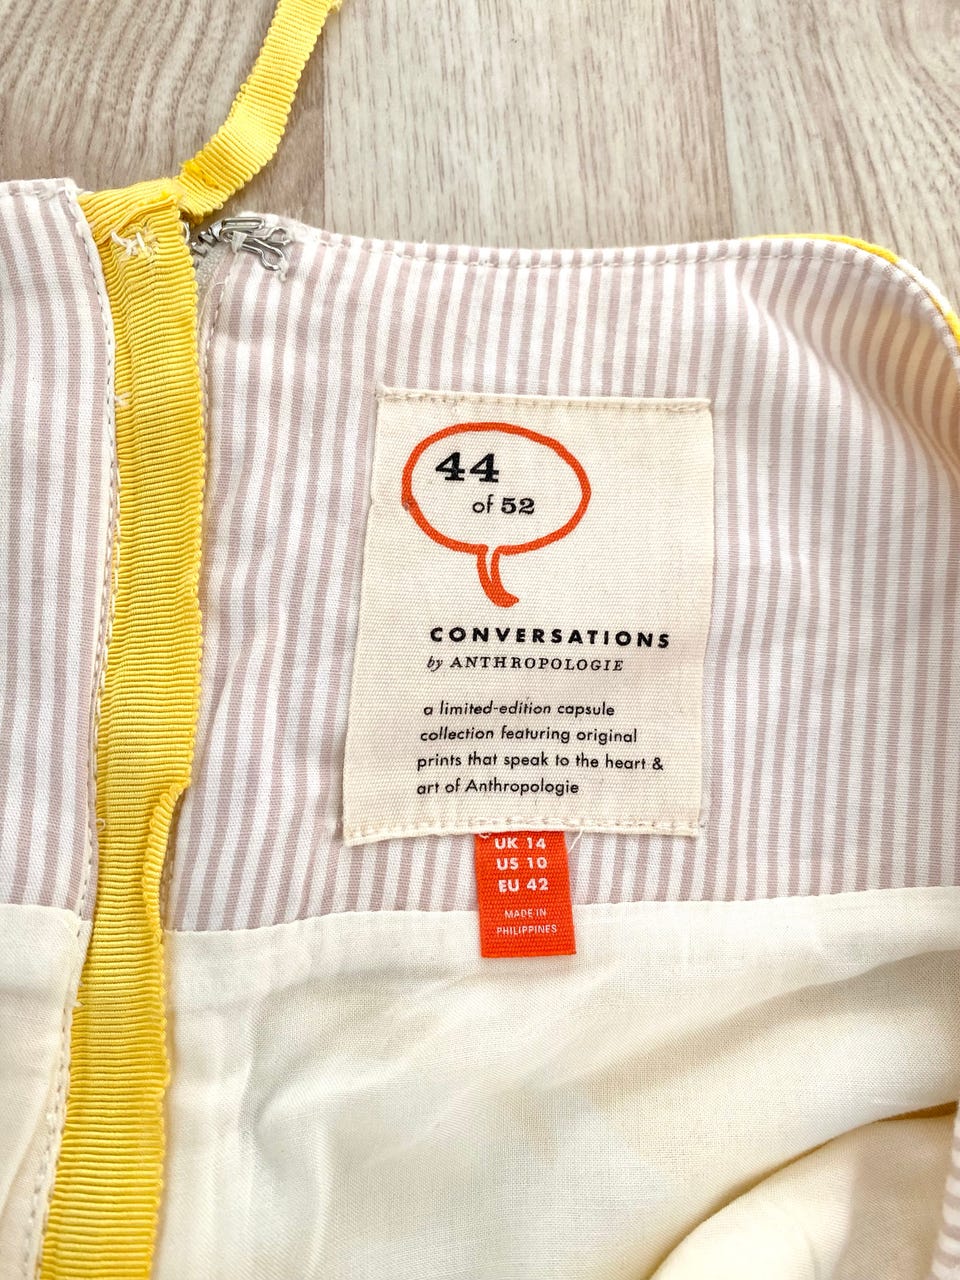 44
of 52
CONVERSATIONS
by ANTHROPOLOGIE
a limited-edition capsule
collection featuring original
prints that speak to the heart &
art of Anthropologie
UK 14
US 10
EU 42
MADE IN
PHILIPPINES